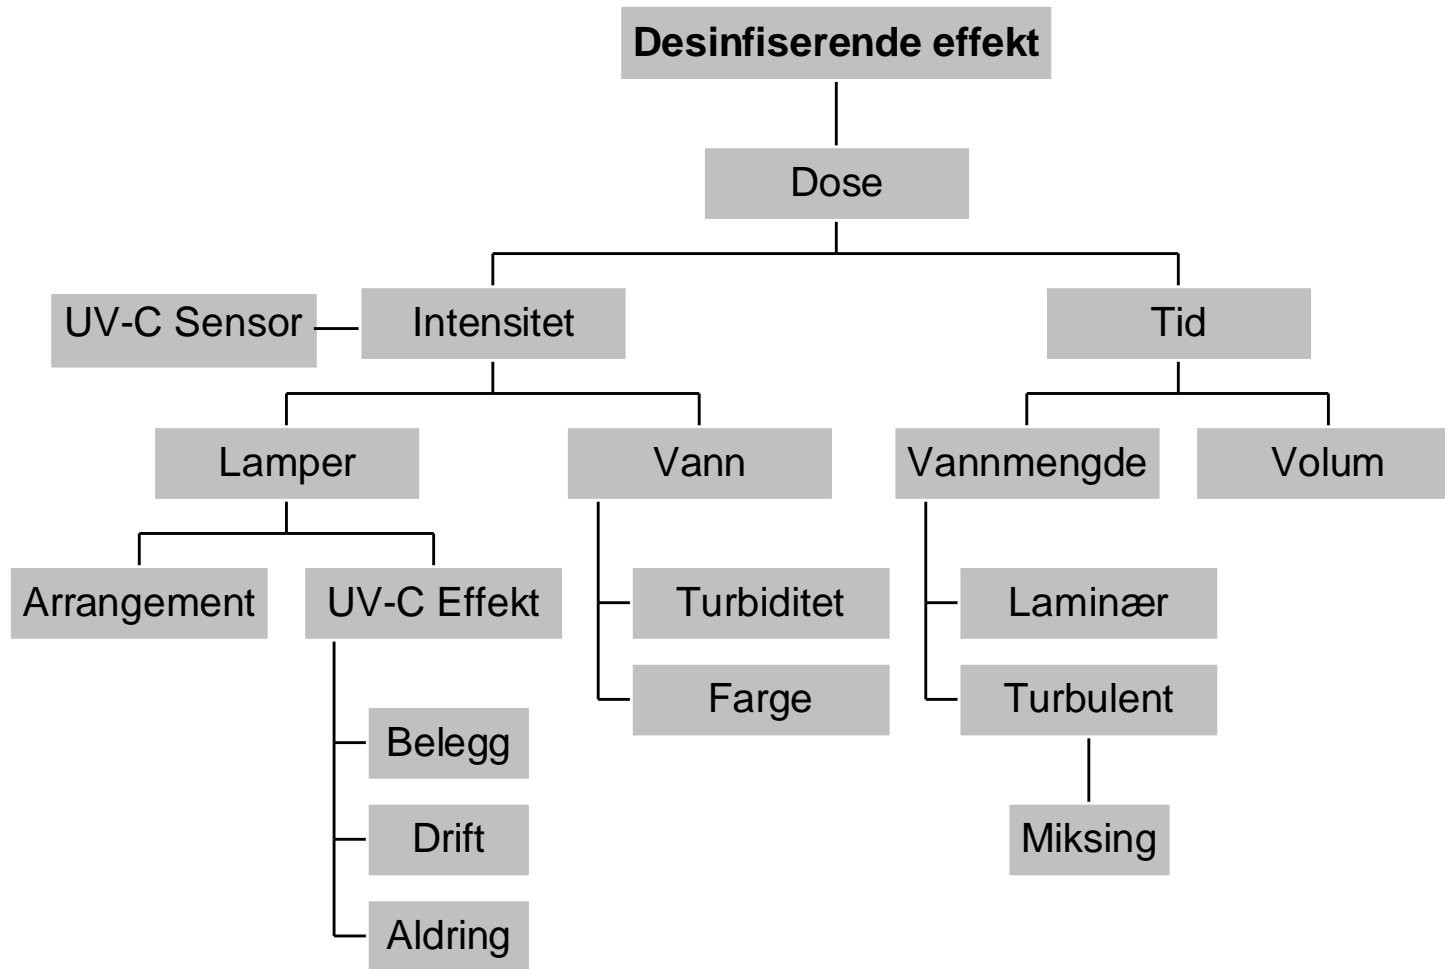 Desinfiserende effekt
Dose
UV-C Sensor
Intensitet
Tid
Lamper
Vann
Vannmengde
Volum
Arrangement
UV-C Effekt
Turbiditet
Laminær
Farge
Turbulent
Belegg
Drift
Miksing
Aldring